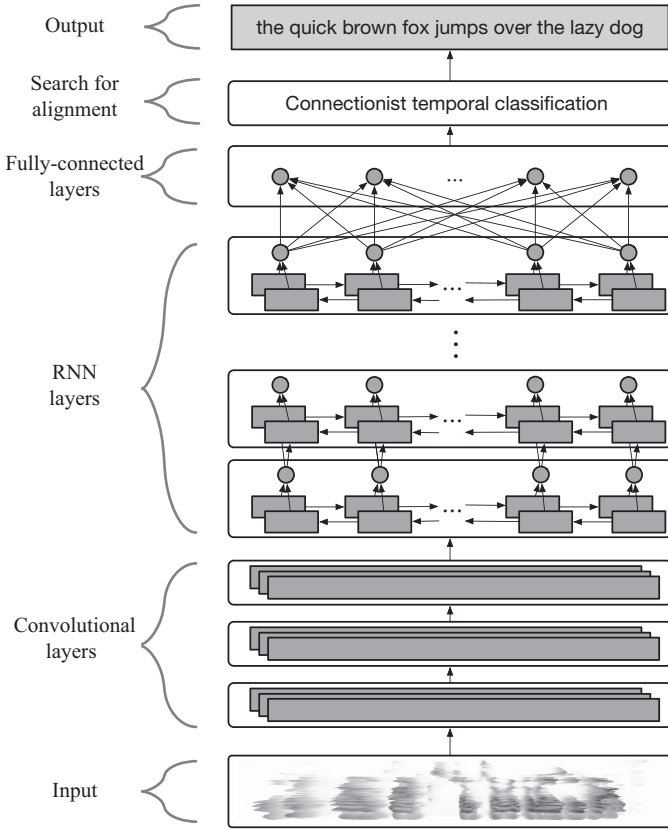 Output
the quick brown fox jumps over the lazy dog
Search for
alignment
Connectionist temporal classification
Fully-connected
layers
...
...
RNN
layers
...
...
Convolutional
layers
Input